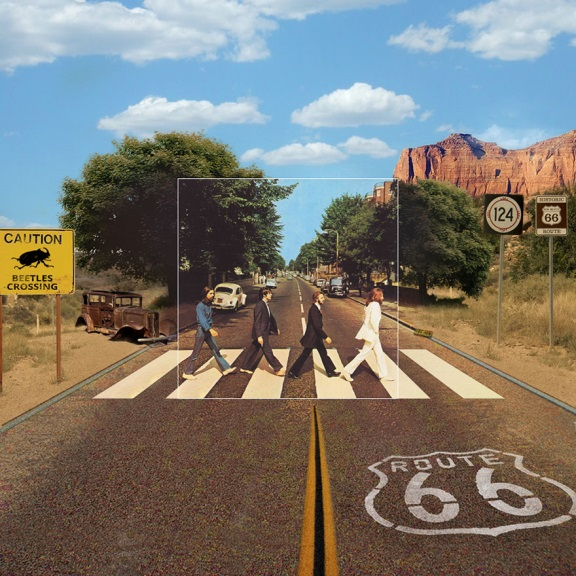 CAUTION
BEETLES
CROSSING
124
HISTORIC
66
ROUTE
ROUTE
66